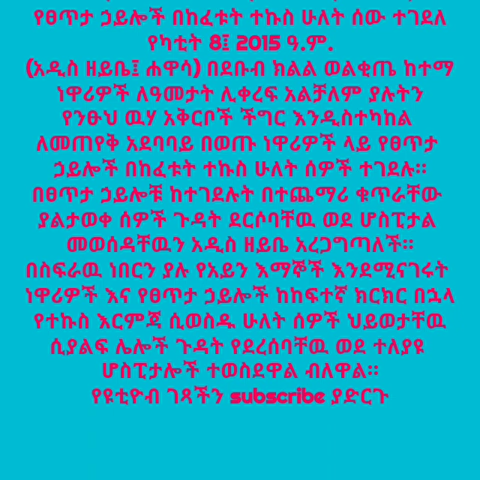 የፀጥታ ኃይሎች በከፈቱት ተኩስ ሁለት ሰው ተገደለ
የካቲት 8፤ 2015 ዓ.ም.
(አዲስ ዘይቤ፤ ሐዋሳ) በደቡብ ክልል ወልቂጤ ከተማ
ነዋሪዎች ለዓመታት ሊቀረፍ አልቻለም ያሉትን
የንፁህ ዉሃ አቅርቦች ችግር እንዲስተካከል
ለመጠየቅ አደባባይ በወጡ ነዋሪዎች ላይ የፀጥታ
ኃይሎች በከፈቱት ተኩስ ሁለት ሰዎች ተገደሉ።
በፀጥታ ኃይሎቹ ከተገደሉት በተጨማሪ ቁጥራቸው
ያልታወቀ ሰዎች ጉዳት ደርሶባቸዉ ወደ ሆስፒታል
መወሰዳቸዉን አዲስ ዘይቤ አረጋግጣለች።
በስፍራዉ ነበርን ያሉ የአይን እማኞች እንደሚናገሩት
ነዋሪዎች እና የፀጥታ ኃይሎች ከከፍተኛ ክርክር በኋላ
የተኩስ እርምጃ ሲወስዱ ሁለት ሰዎች ህይወታቸዉ
ሲያልፍ ሌሎች ጉዳት የደረሰባቸዉ ወደ ተለያዩ
ሆስፒታሎች ተወስደዋል ብለዋል።
የዩቲዮብ ገጻችን subscribe ያድርጉ